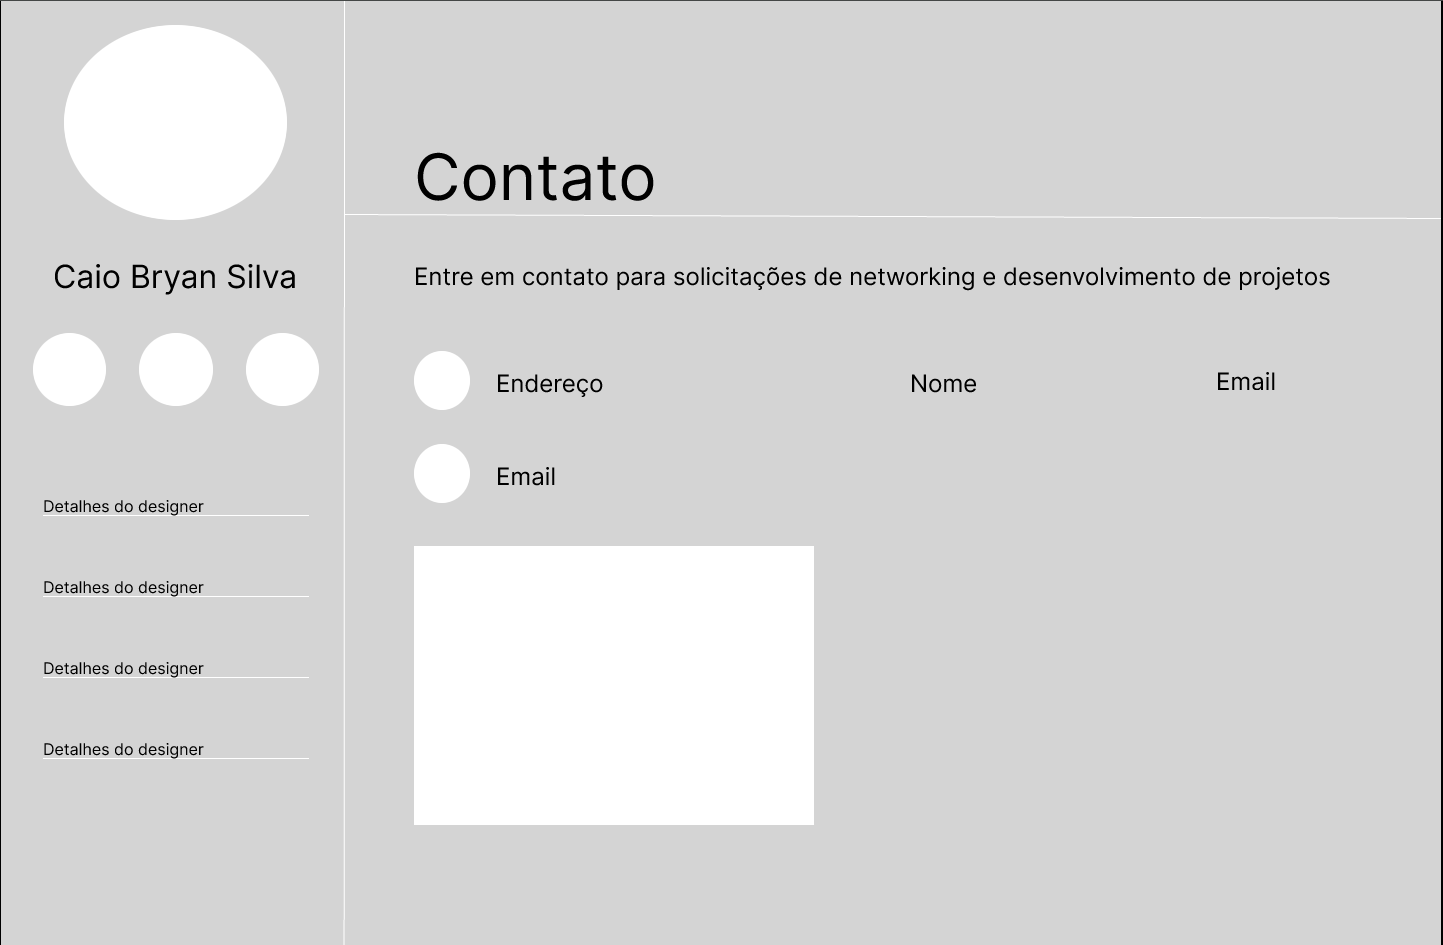 Caio Bryan Silva
Detalhes do designer
Detalhes do designer
Detalhes do designer
Detalhes do designer
Contato
Entre em contato para solicitações de networking e desenvolvimento de projetos
Endereço
Nome
Email
Email